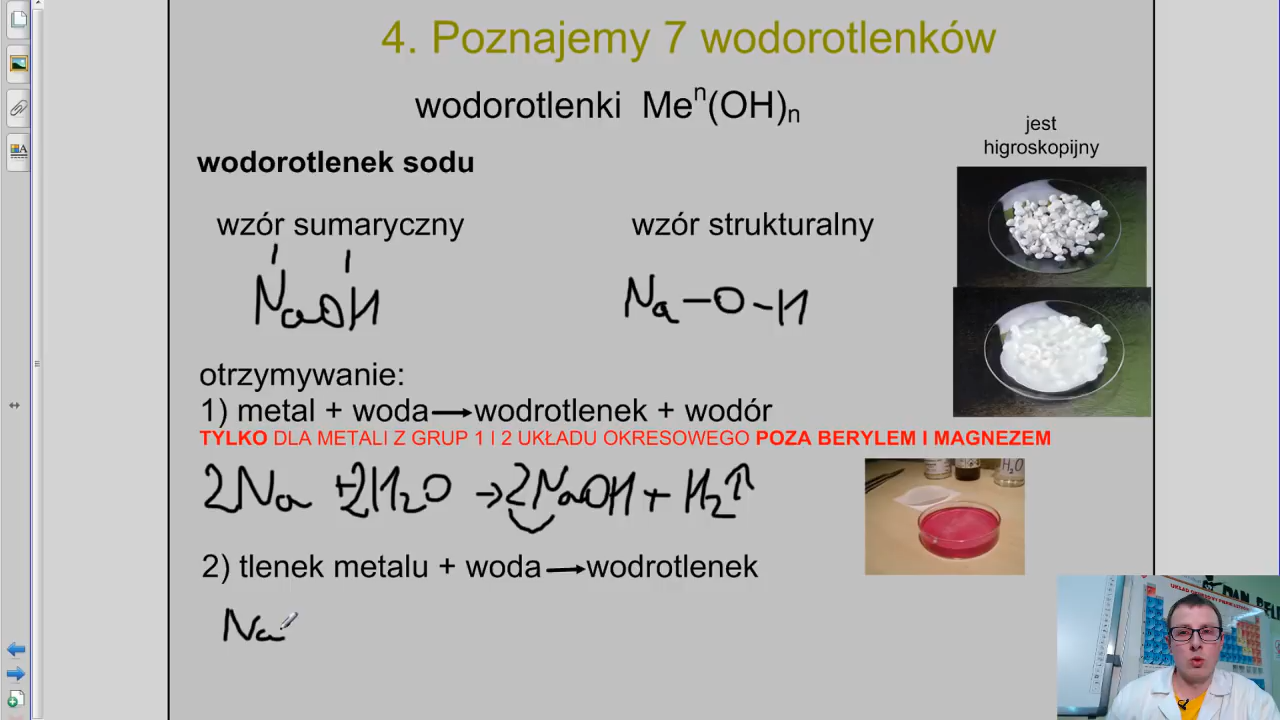 4. Poznajemy 7 wodorotlenków
wodorotlenki Meⁿ(OH)ₙ
jest
higroskopijny
wodorotlenek sodu
wzór sumaryczny
wzór strukturalny
NaOH
Na-O-H
otrzymywanie:
1) metal + woda → wodrotlenek + wodór
TYLKO DLA METALI Z GRUP 1 I 2 UKŁADU OKRESOWEGO POZA BERYLEM I MAGNEZEM
2Na + 2H₂O → 2NaOH + H₂↑
H₂O
2) tlenek metalu + woda → wodrotlenek
Na